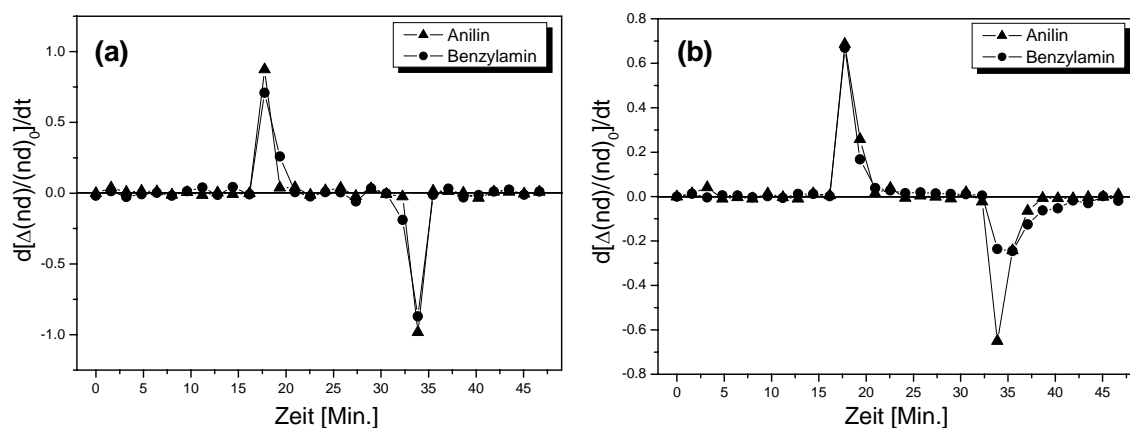 (a)
Anilin
Benzylamin
d[Δ(nd)/(nd)0]/dt
1.0
0.5
0.0
-0.5
-1.0
0 5 10 15 20 25 30 35 40 45
Zeit [Min.]
(b)
Anilin
Benzylamin
d[Δ(nd)/(nd)0]/dt
0.8
0.6
0.4
0.2
0.0
-0.2
-0.4
-0.6
-0.8
0 5 10 15 20 25 30 35 40 45
Zeit [Min.]